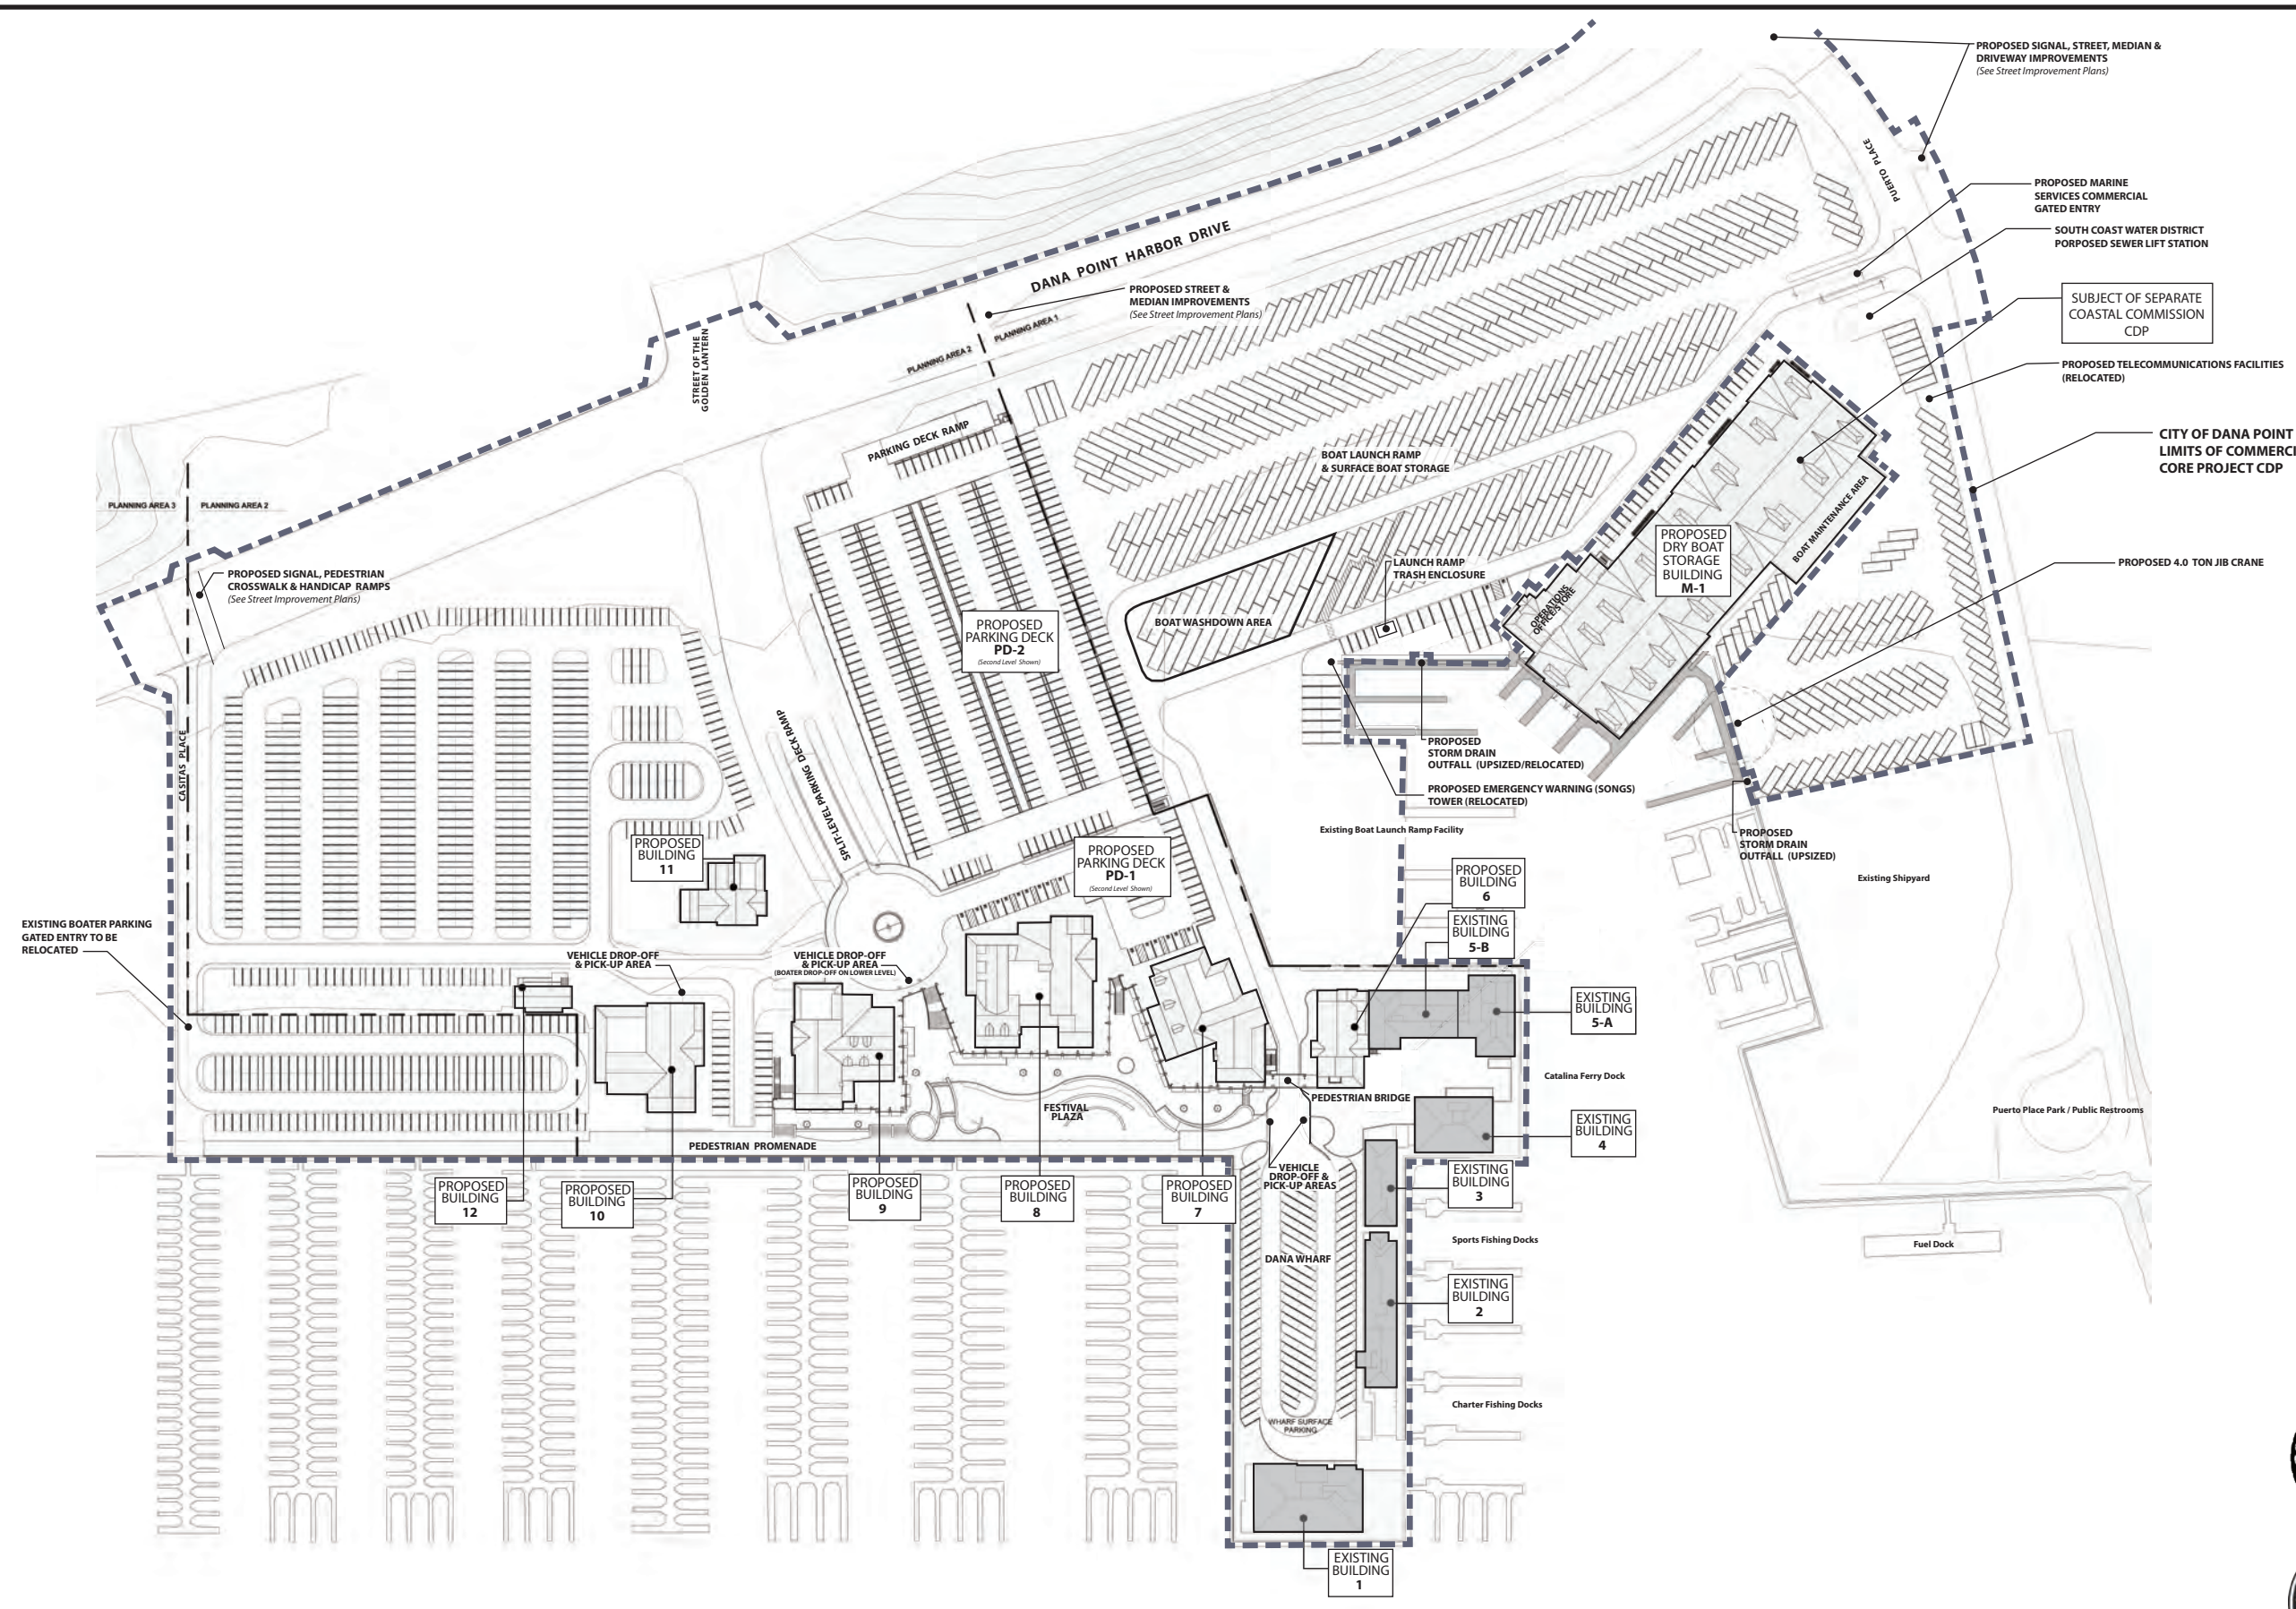 PROPOSED SIGNAL, STREET, MEDIAN &
DRIVEWAY IMPROVEMENTS
(See Street Improvement Plans)
PUERTO PLACE
PROPOSED MARINE
SERVICES COMMERCIAL
GATED ENTRY
SOUTH COAST WATER DISTRICT
PORPOSED SEWER LIFT STATION
SUBJECT OF SEPARATE
COASTAL COMMISSION
CDP
PROPOSED TELECOMMUNICATIONS FACILITIES
(RELOCATED)
CITY OF DANA POINT
LIMITS OF COMMERCI
CORE PROJECT CDP
PROPOSED 4.0 TON JIB CRANE
DANA POINT HARBOR DRIVE
PROPOSED STREET &
MEDIAN IMPROVEMENTS
(See Street Improvement Plans)
PLANNING AREA 2
PLANNING AREA 1
STREET OF THE
GOLDEN LANTERN
PARKING DECK RAMP
BOAT LAUNCH RAMP
& SURFACE BOAT STORAGE
PLANNING AREA 3
PLANNING AREA 2
PROPOSED SIGNAL, PEDESTRIAN
CROSSWALK & HANDICAP RAMPS
(See Street Improvement Plans)
PROPOSED
PARKING DECK
PD-2
(Second Level Shown)
BOAT WASHDOWN AREA
LAUNCH RAMP
TRASH ENCLOSURE
PROPOSED
DRY BOAT
STORAGE
BUILDING
M-1
BOAT MAINTENANCE AREA
OPERATIONS
OFFICE/STORE
CASITAS PLACE
SPLIT-LEVEL PARKING DECK RAMP
PROPOSED
STORM DRAIN
OUTFALL (UPSIZED/RELOCATED)
PROPOSED EMERGENCY WARNING (SONGS)
TOWER (RELOCATED)
Existing Boat Launch Ramp Facility
PROPOSED
STORM DRAIN
OUTFALL (UPSIZED)
Existing Shipyard
PROPOSED
BUILDING
11
PROPOSED
PARKING DECK
PD-1
(Second Level Shown)
PROPOSED
BUILDING
6
EXISTING
BUILDING
5-B
EXISTING
BUILDING
5-A
EXISTING BOATER PARKING
GATED ENTRY TO BE
RELOCATED
VEHICLE DROP-OFF
& PICK-UP AREA
VEHICLE DROP-OFF
& PICK-UP AREA
(BOATER DROP-OFF ON LOWER LEVEL)
Catalina Ferry Dock
PEDESTRIAN BRIDGE
FESTIVAL
PLAZA
EXISTING
BUILDING
4
Puerto Place Park / Public Restrooms
PEDESTRIAN PROMENADE
VEHICLE
DROP-OFF &
PICK-UP AREAS
EXISTING
BUILDING
3
PROPOSED
BUILDING
12
PROPOSED
BUILDING
10
PROPOSED
BUILDING
9
PROPOSED
BUILDING
8
PROPOSED
BUILDING
7
Sports Fishing Docks
Fuel Dock
DANA WHARF
EXISTING
BUILDING
2
Charter Fishing Docks
WHARF SURFACE
PARKING
EXISTING
BUILDING
1